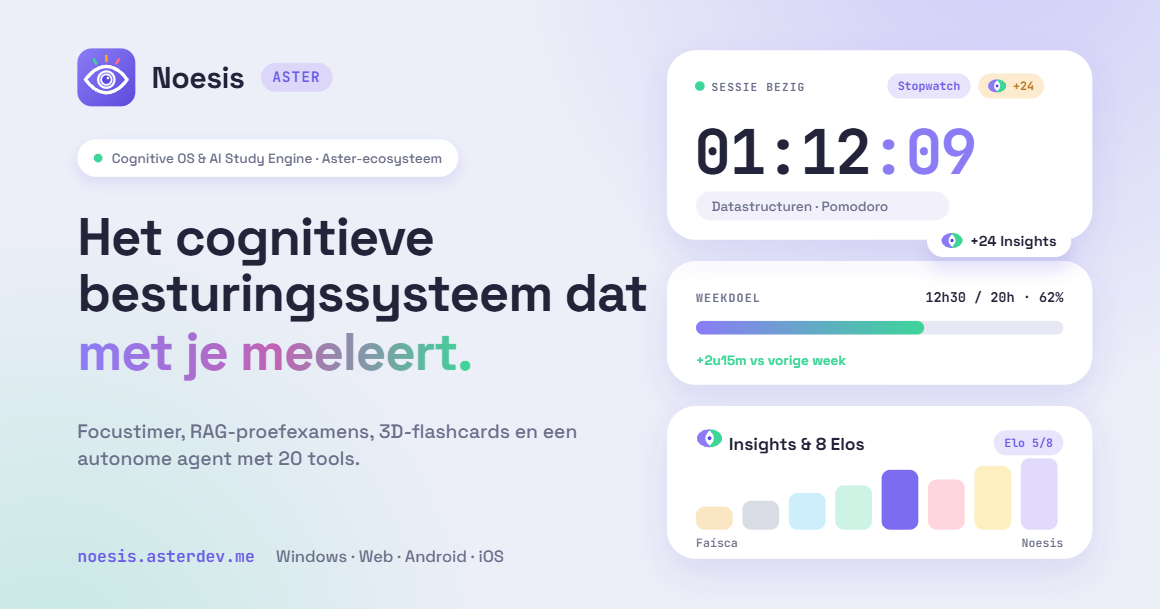 Noesis ASTER
Cognitive OS & AI Study Engine · Aster-ecosysteem
Het cognitieve
besturingssysteem dat
met je meeleert.
Focustimer, RAG-proefexamens, 3D-flashcards en een
autonome agent met 20 tools.
noesis.asterdev.me Windows · Web · Android · iOS
SESSIE BEZIG Stopwatch +24
01:12:09
Datastructuren · Pomodoro
+24 Insights
WEEKDOEL 12h30 / 20h · 62%
+2u15m vs vorige week
Insights & 8 Elos Elo 5/8
Faísca Noesis